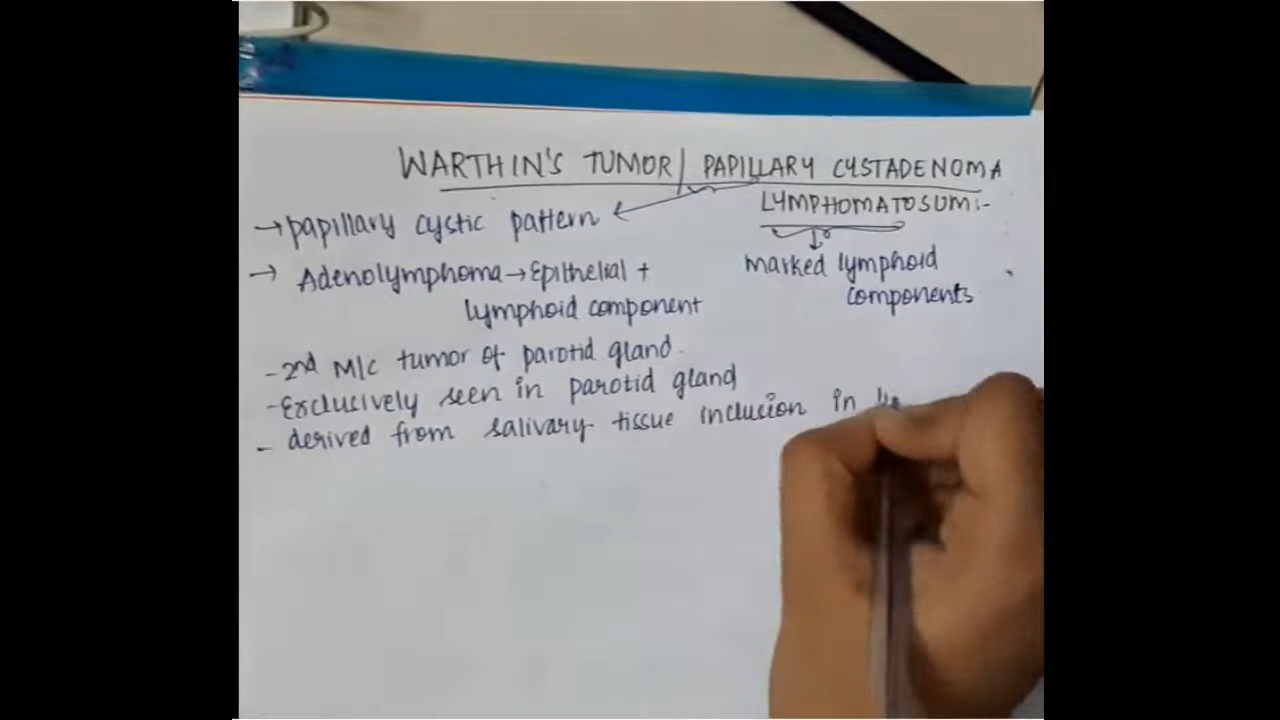 WARTHIN'S TUMOR/ PAPILLARY CYSTADENOMA
LYMPHOMATOSUM:-
→ papillary cystic pattern
marked lymphoid
components
→ Adenolymphoma → Epilthelial +
lymphoid component
- 2nd M/c tumor of parotid gland.
- Exclusively seen in parotid gland
- derived from salivary tissue inclusion in